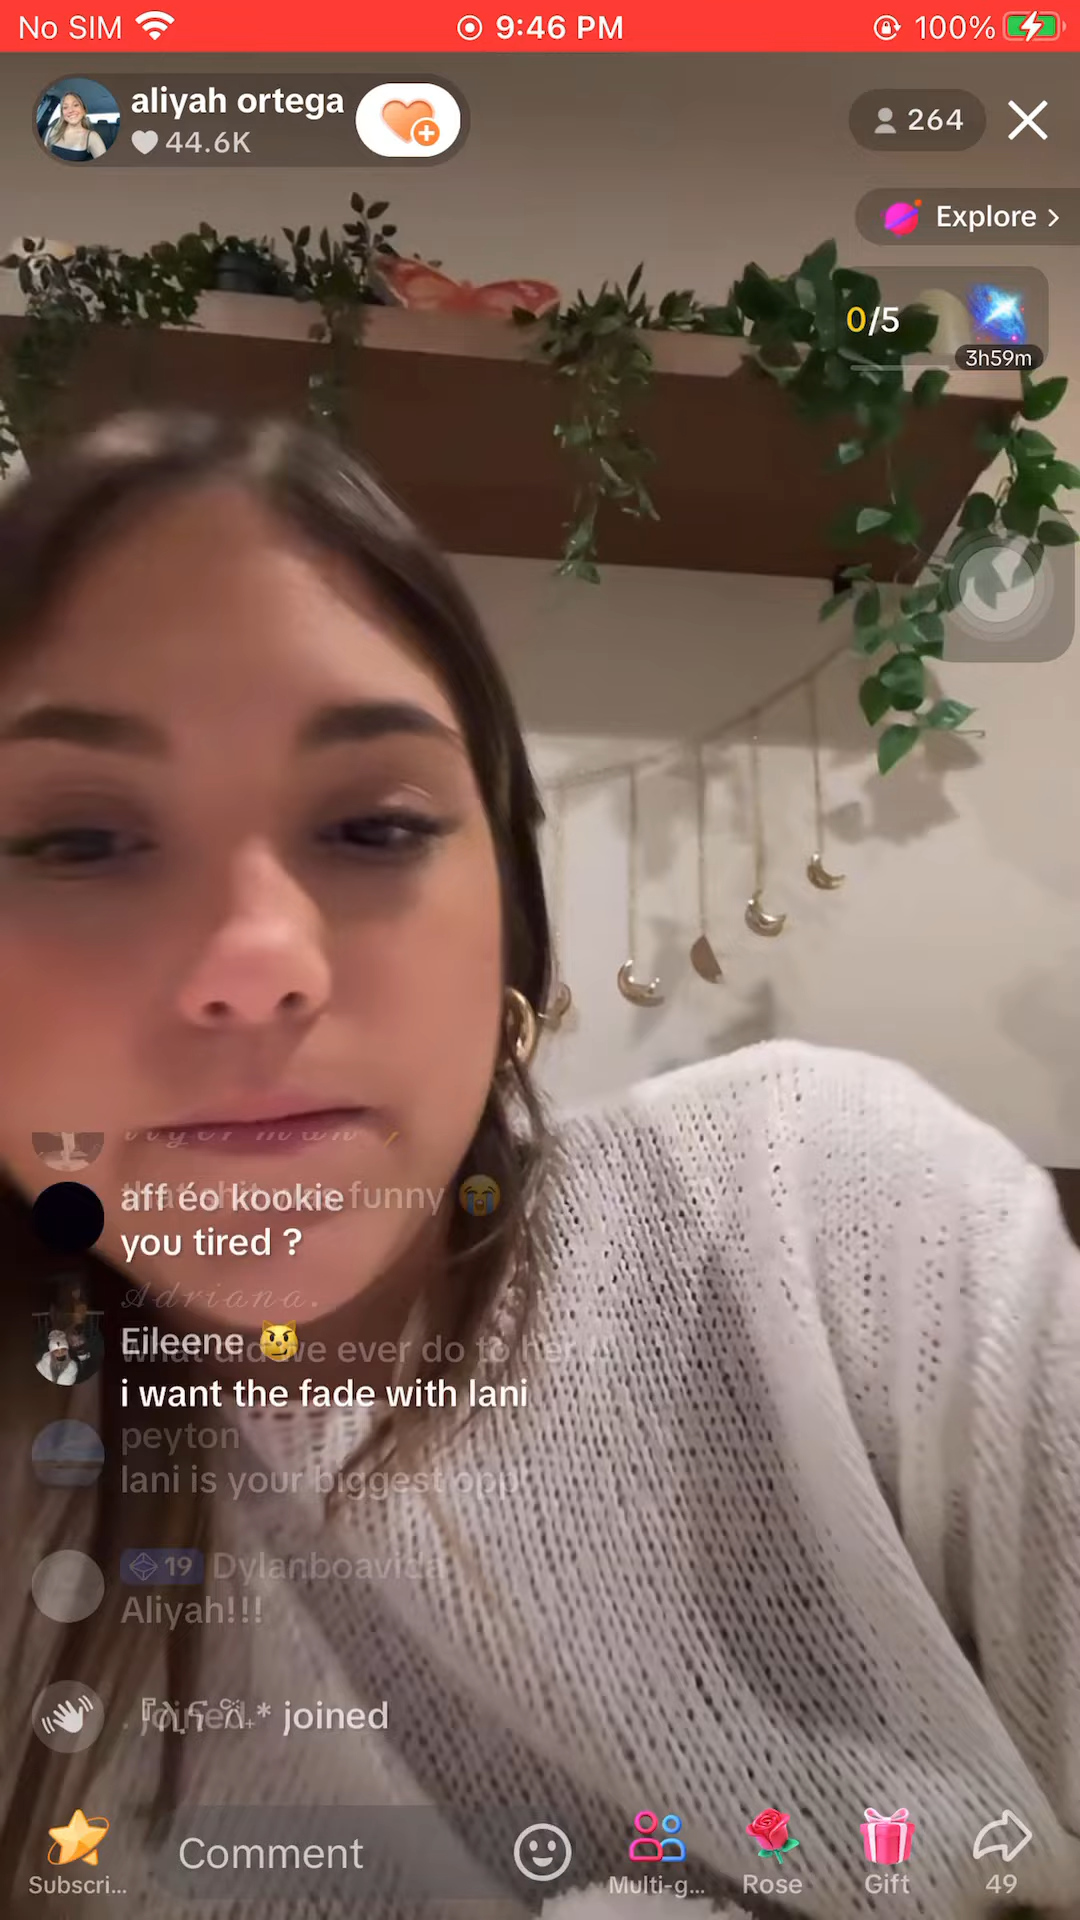 No SIM 9:46 PM 100%
aliyah ortega
44.6K
264
Explore
0/5
3h59m
that shit was funny 😭
aff éo kookie
you tired ?
Adriana.
Eileene 😼
what did we ever do to her
i want the fade with lani
peyton
lani is your biggest opp
19 Dylanboavida
Aliyah!!!
joined
Comment
Subscri...
Multi-g...
Rose
Gift
49